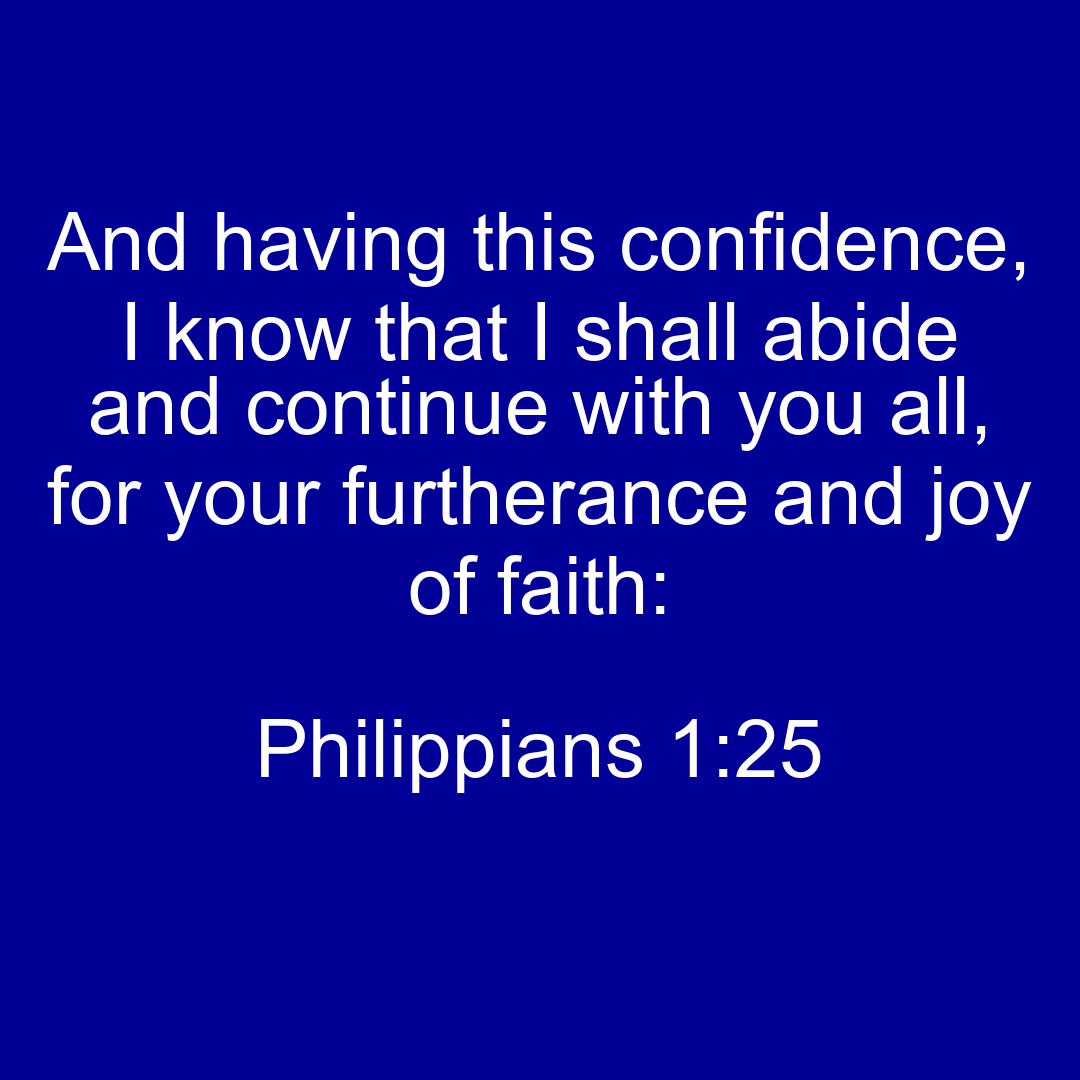 And having this confidence,
I know that I shall abide
and continue with you all,
for your furtherance and joy
of faith:
Philippians 1:25